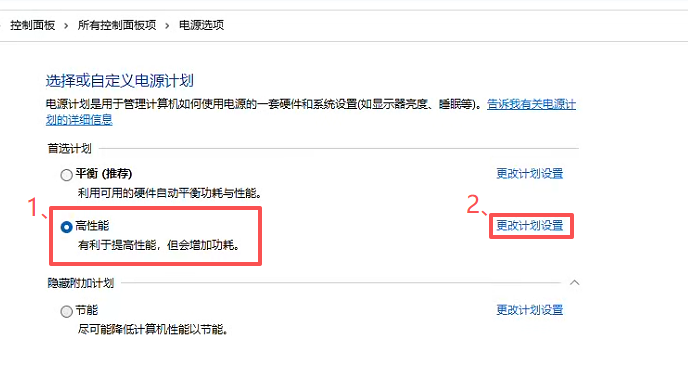 控制面板 > 所有控制面板项 > 电源选项
选择或自定义电源计划
电源计划是用于管理计算机如何使用电源的一套硬件和系统设置(如显示器亮度、睡眠等)。告诉我有关电源计
划的详细信息
首选计划
平衡 (推荐) 更改计划设置
利用可用的硬件自动平衡功耗与性能。
1、 2、
高性能 更改计划设置
有利于提高性能，但会增加功耗。
隐藏附加计划
节能 更改计划设置
尽可能降低计算机性能以节能。